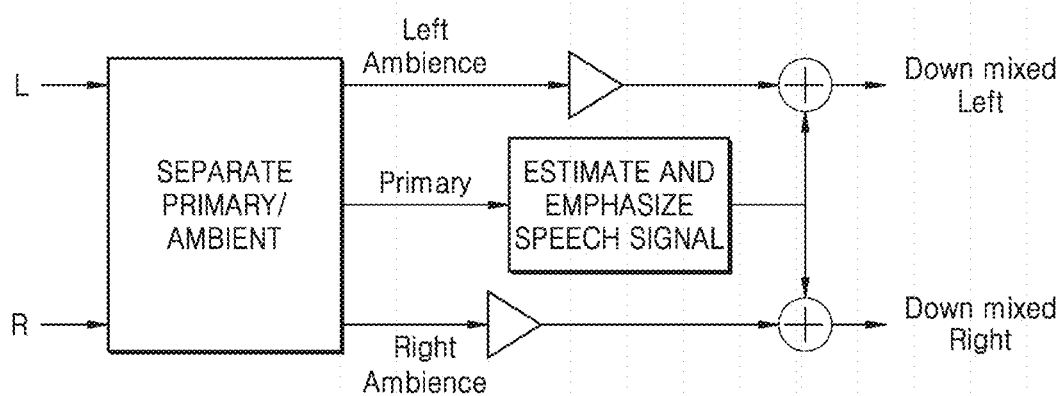 L
R
SEPARATE
PRIMARY/
AMBIENT
Left
Ambience
Primary
Right
Ambience
ESTIMATE AND
EMPHASIZE
SPEECH SIGNAL
Down mixed
Left
Down mixed
Right